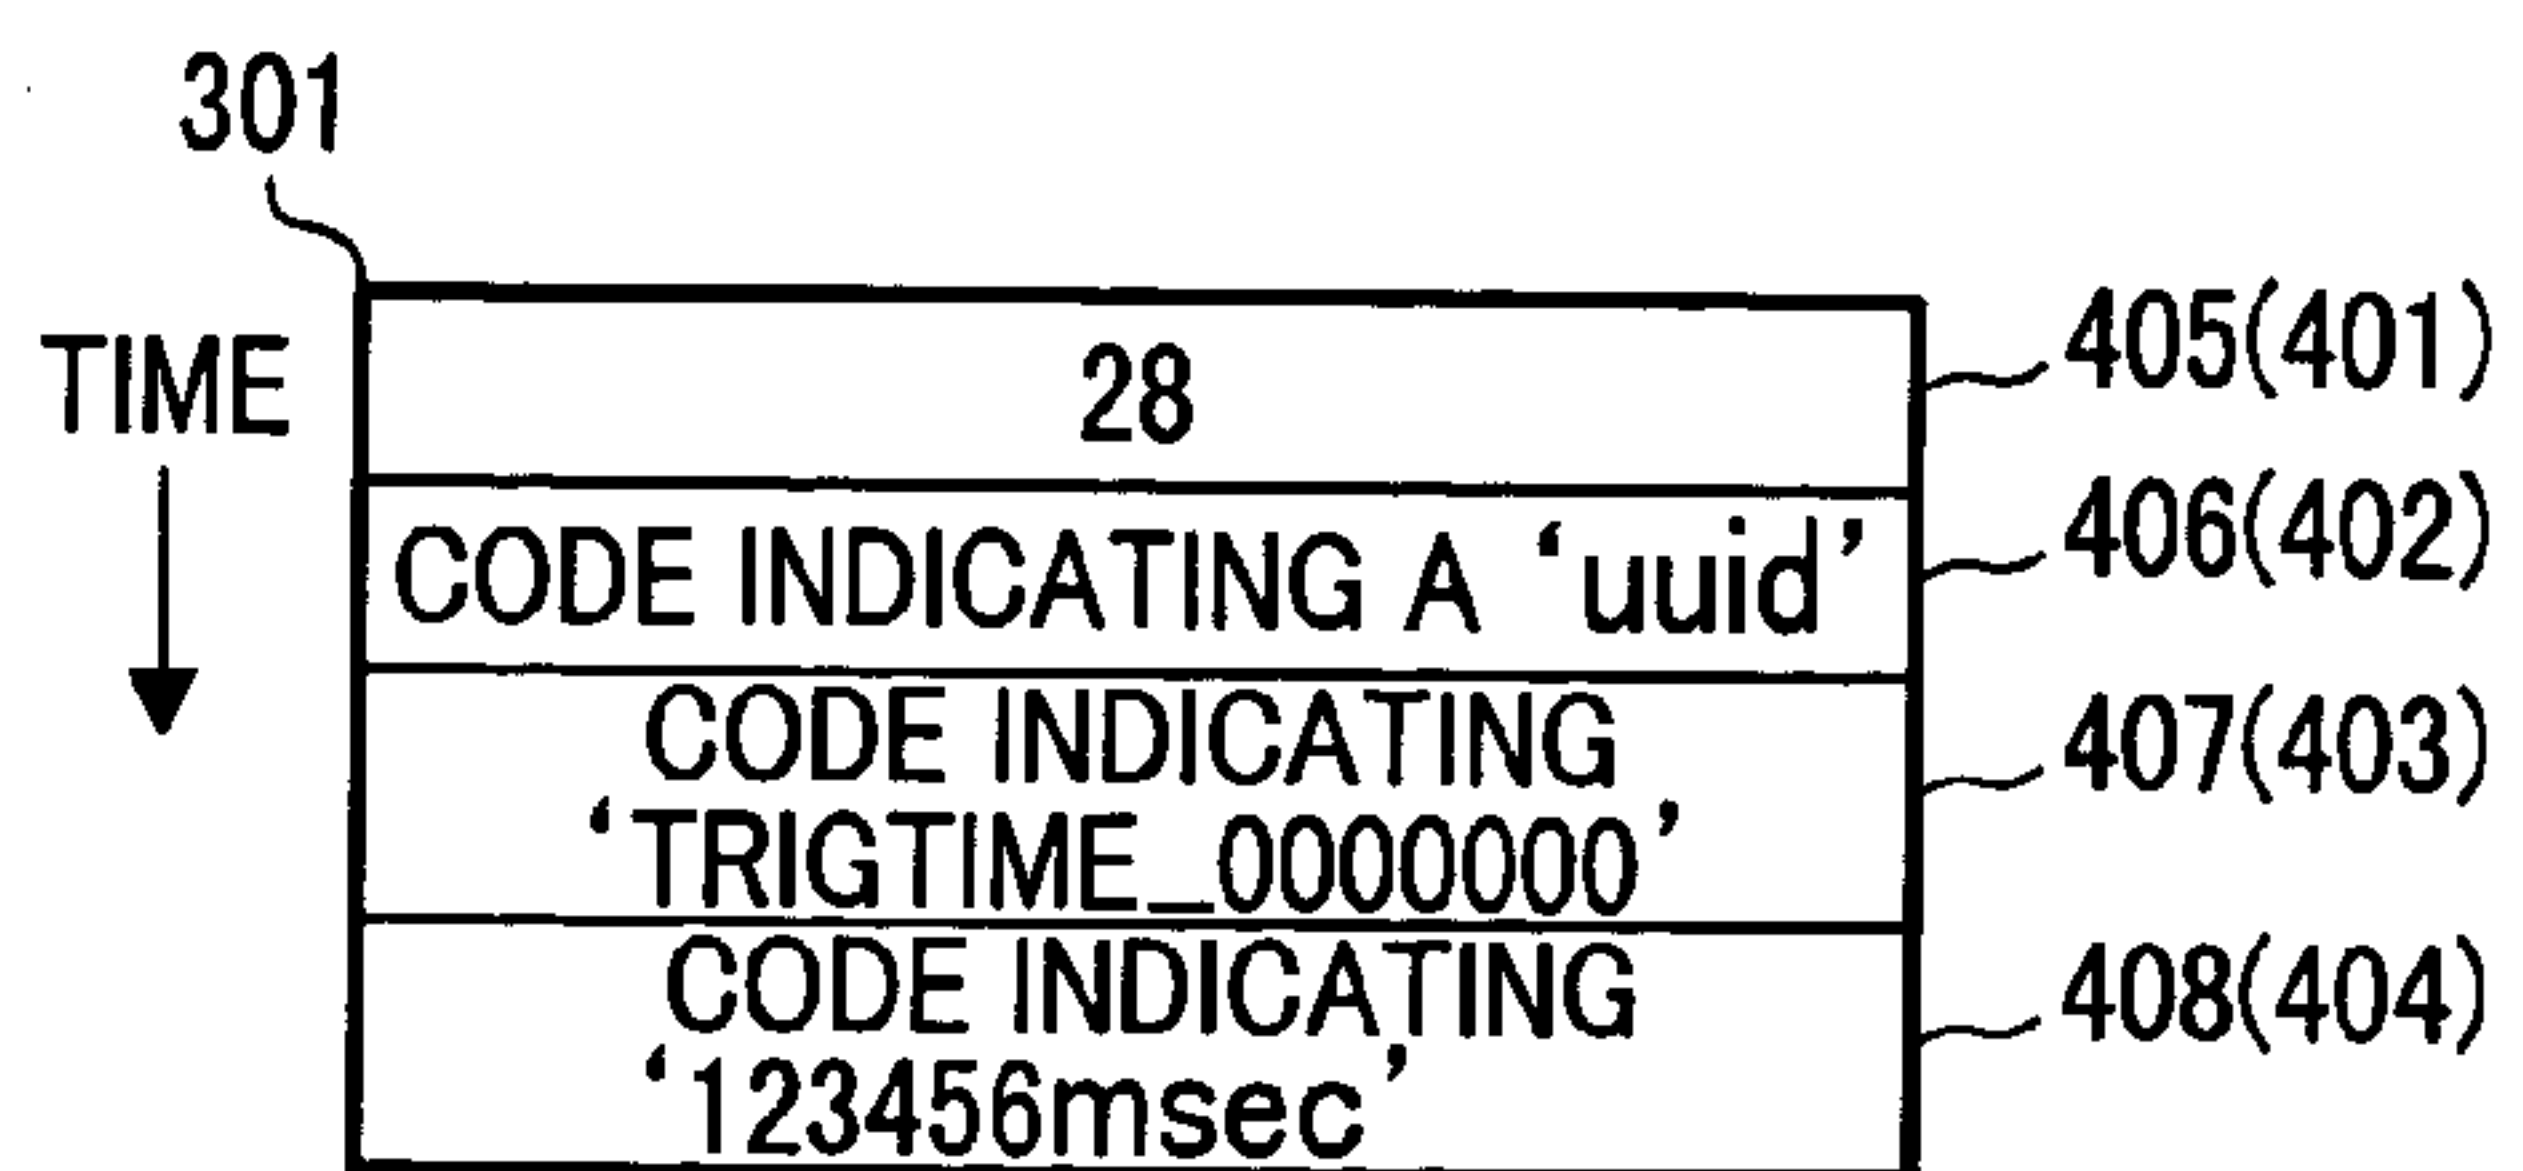 301
TIME
28
405(401)
CODE INDICATING A ‘uuid’
406(402)
CODE INDICATING
‘TRIGTIME_0000000’
407(403)
CODE INDICATING
‘123456msec’
408(404)